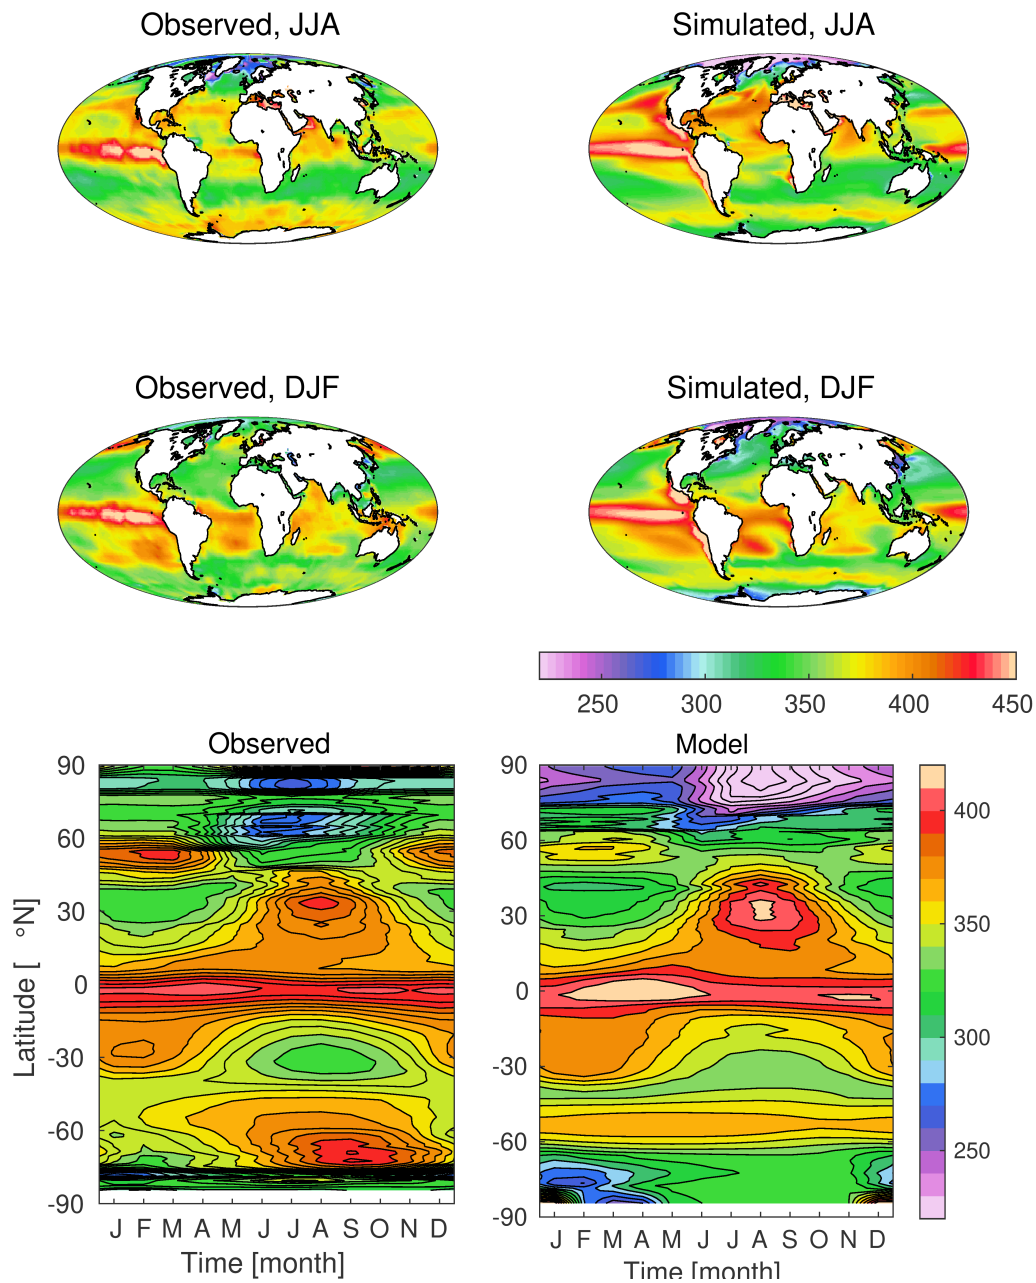 Observed, JJA
Simulated, JJA
Observed, DJF
Simulated, DJF
250 300 350 400 450
Observed
Model
Latitude [ °N]
90
60
30
0
-30
-60
-90
J F M A M J J A S O N D
Time [month]
90
60
30
0
-30
-60
-90
J F M A M J J A S O N D
Time [month]
400
350
300
250